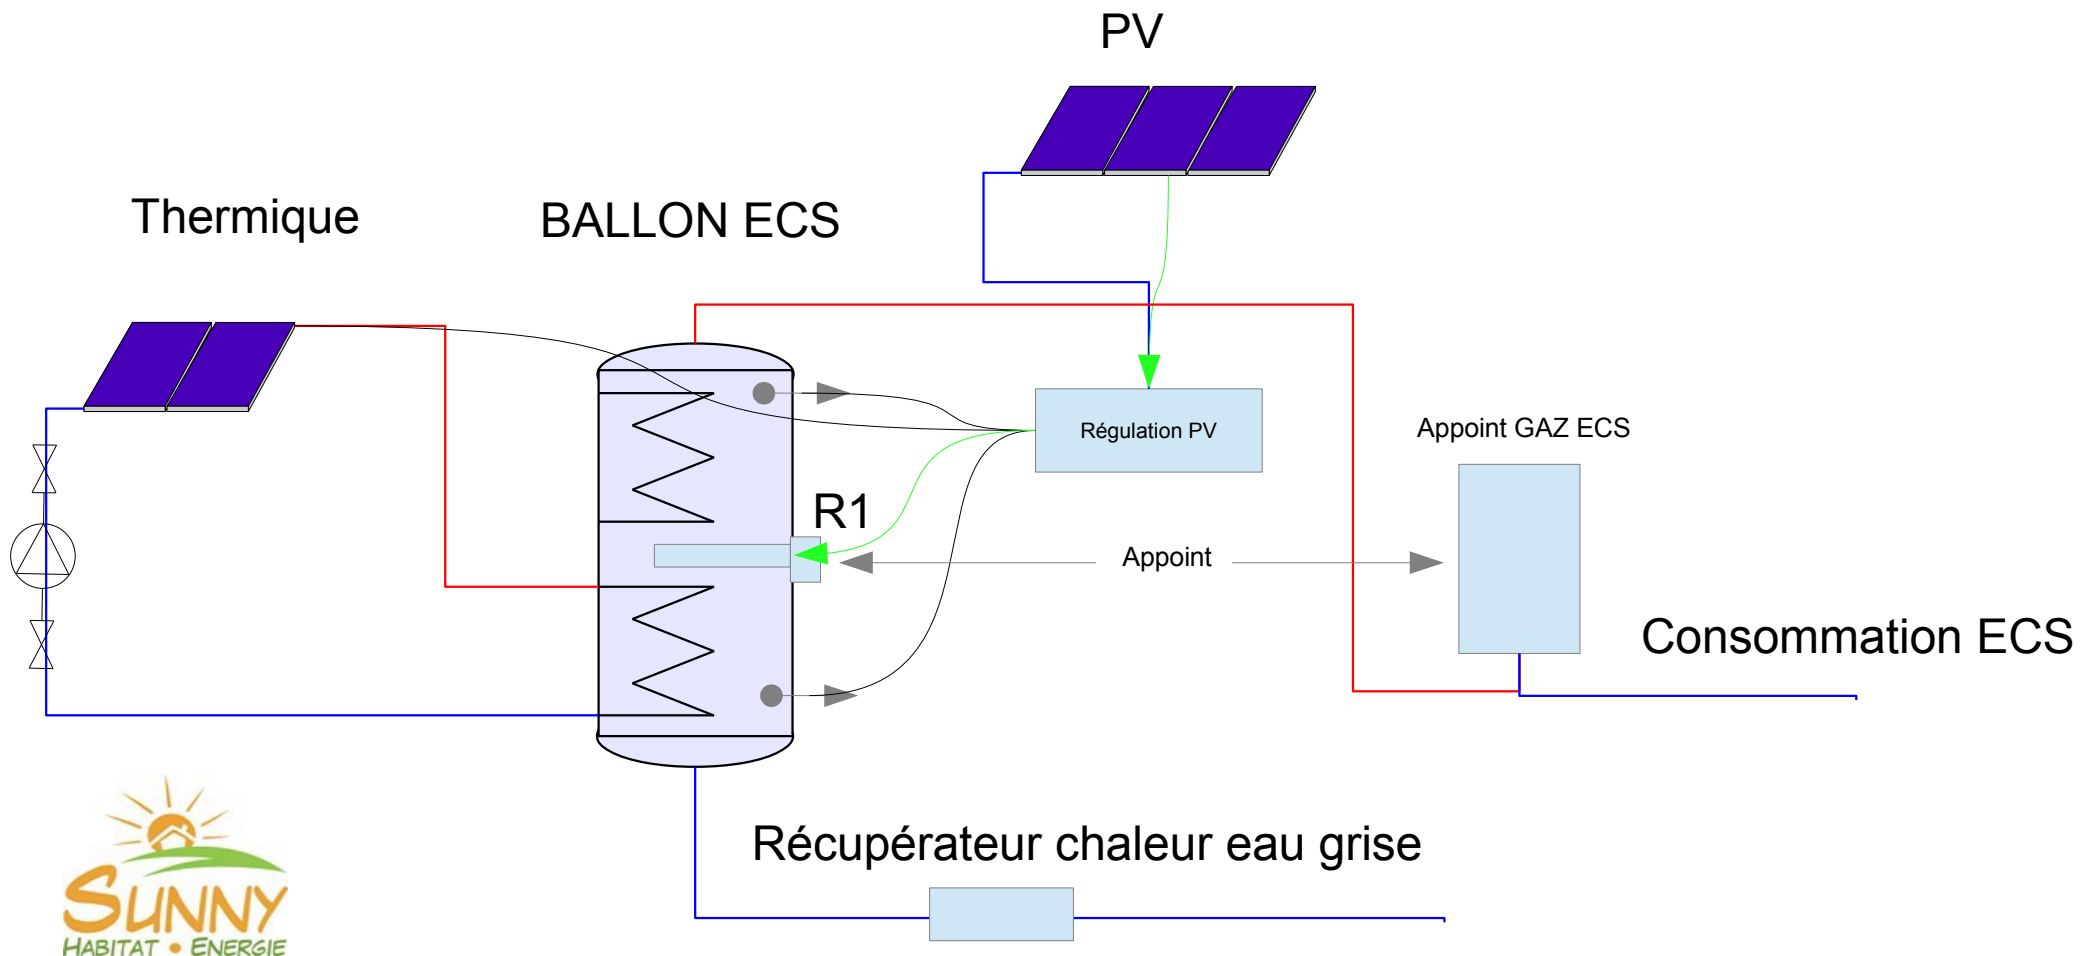 PV
Thermique
BALLON ECS
Régulation PV
Appoint GAZ ECS
R1
Appoint
Consommation ECS
Récupérateur chaleur eau grise
SUNNY
HABITAT • ENERGIE